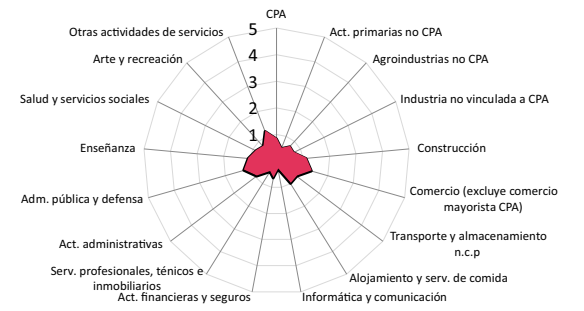 CPA
Act. primarias no CPA
Agroindustrias no CPA
Industria no vinculada a CPA
Construcción
Comercio (excluye comercio
mayorista CPA)
Transporte y almacenamiento
n.c.p
Alojamiento y serv. de comida
Informática y comunicación
Act. financieras y seguros
Serv. profesionales, ténicos e
inmobiliarios
Act. administrativas
Adm. pública y defensa
Enseñanza
Salud y servicios sociales
Arte y recreación
Otras actividades de servicios
5
4
3
2
1